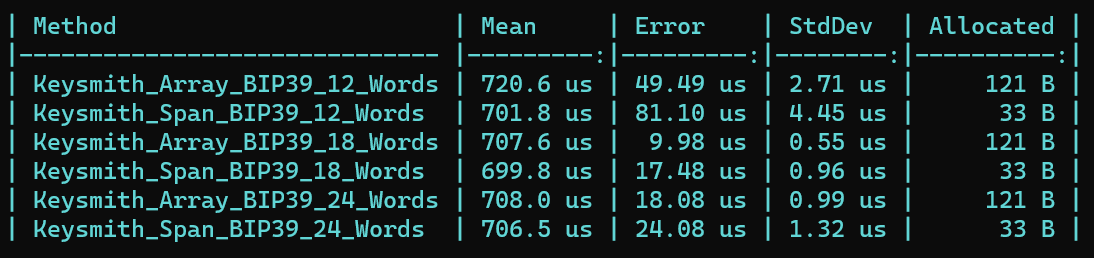 | Method                        | Mean     | Error    | StdDev  | Allocated |
|------------------------------ |---------:|---------:|--------:|----------:|
| Keysmith_Array_BIP39_12_Words | 720.6 us | 49.49 us | 2.71 us |     121 B |
| Keysmith_Span_BIP39_12_Words  | 701.8 us | 81.10 us | 4.45 us |      33 B |
| Keysmith_Array_BIP39_18_Words | 707.6 us |  9.98 us | 0.55 us |     121 B |
| Keysmith_Span_BIP39_18_Words  | 699.8 us | 17.48 us | 0.96 us |      33 B |
| Keysmith_Array_BIP39_24_Words | 708.0 us | 18.08 us | 0.99 us |     121 B |
| Keysmith_Span_BIP39_24_Words  | 706.5 us | 24.08 us | 1.32 us |      33 B |